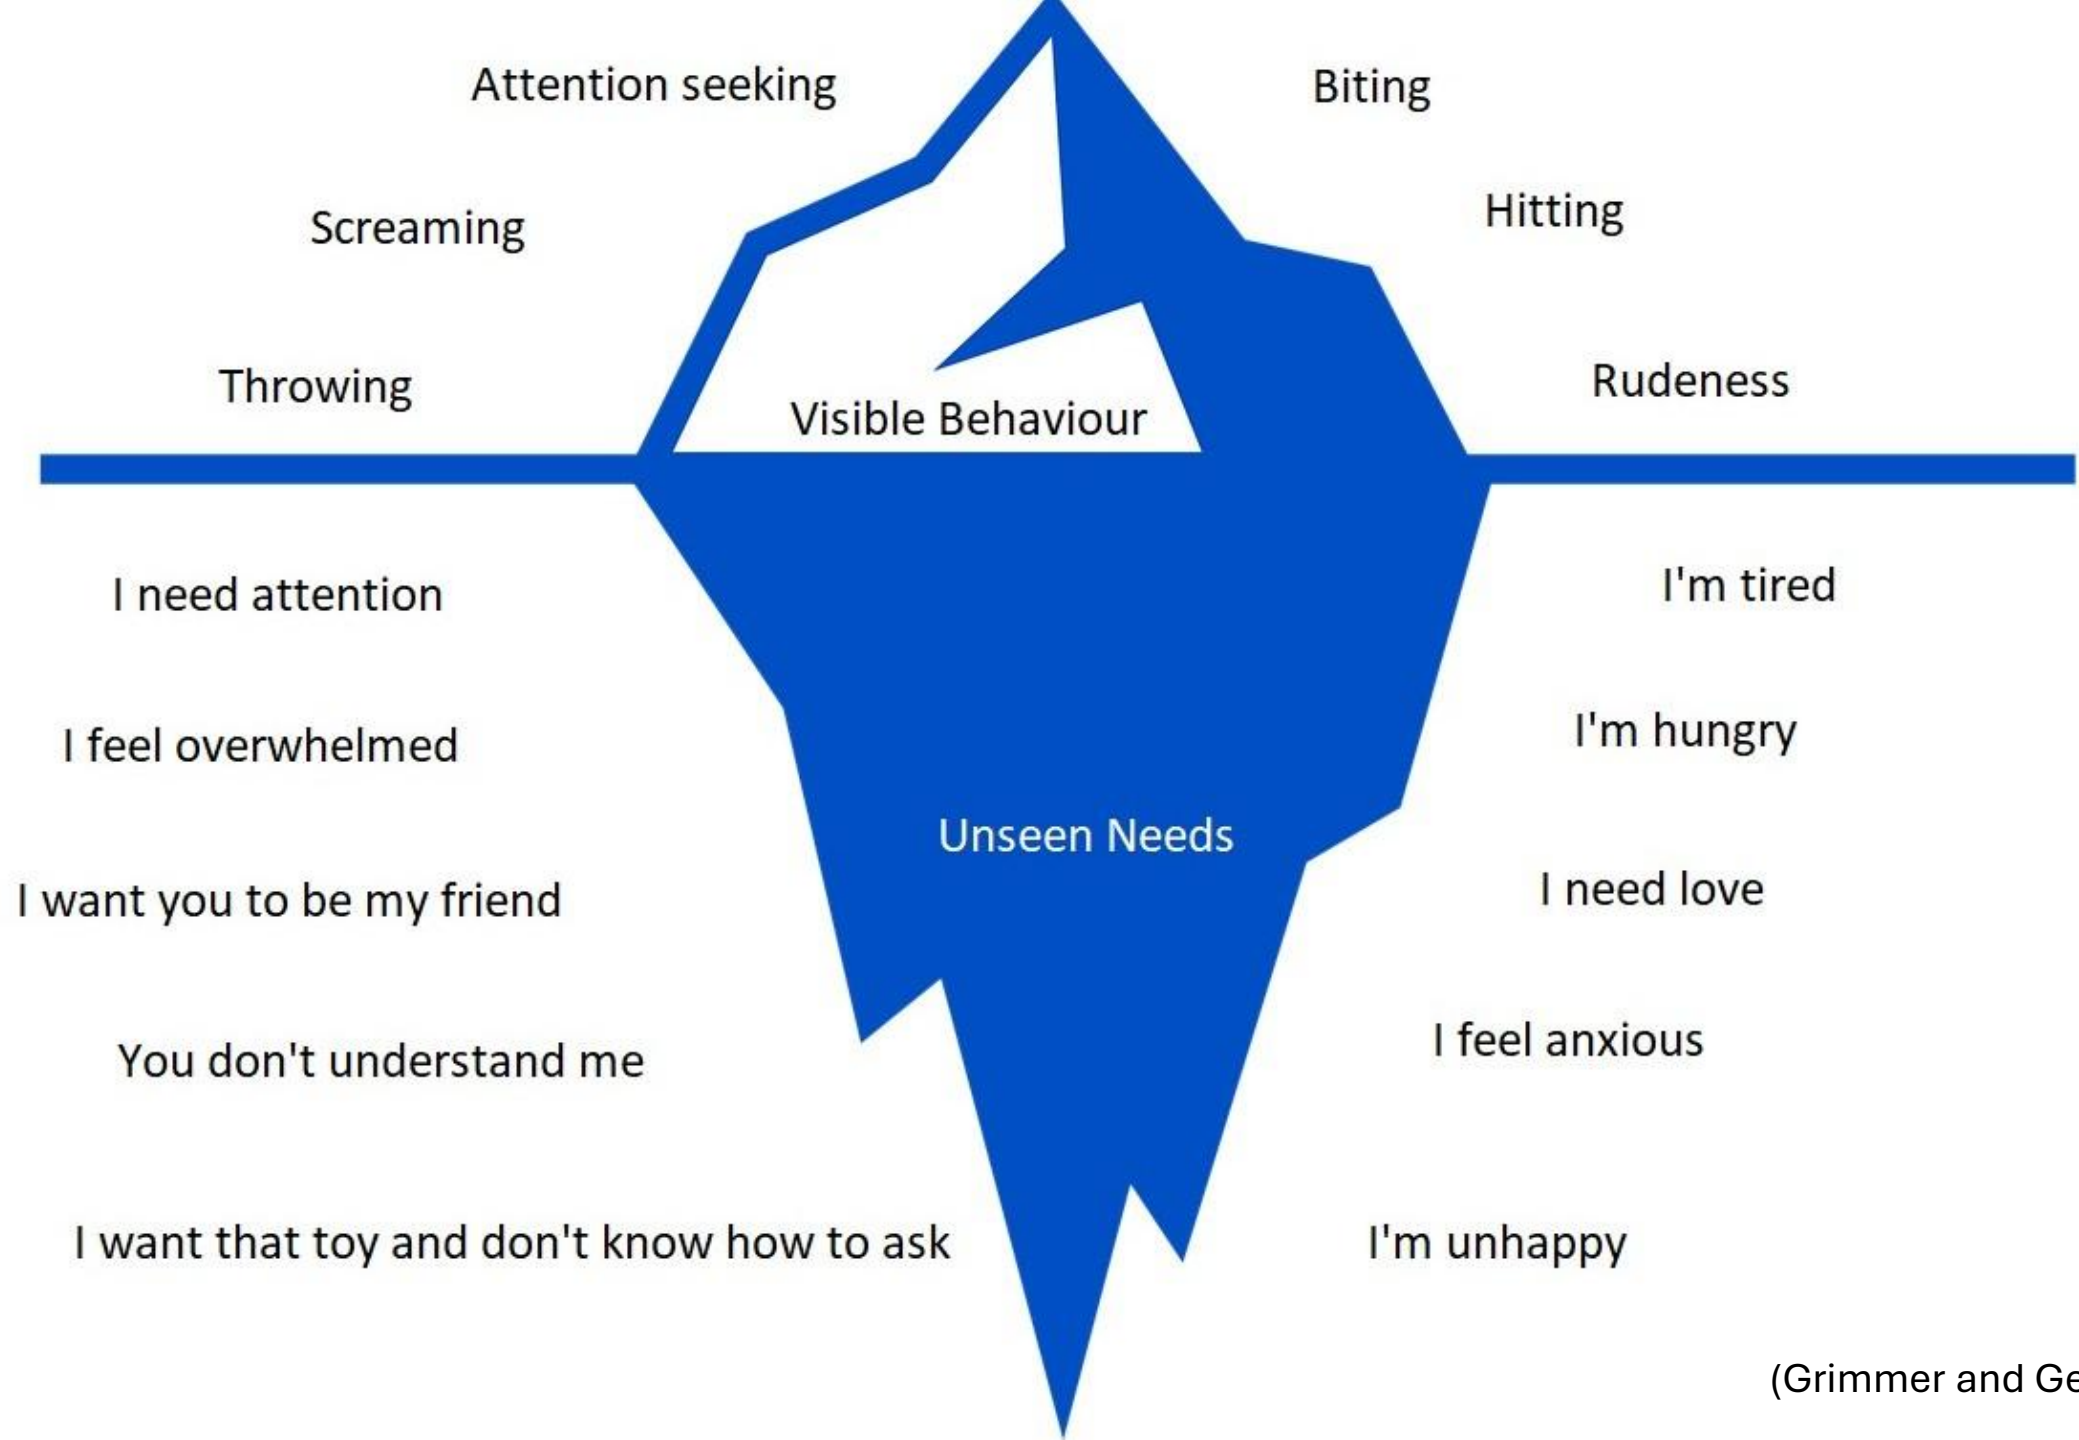 Attention seeking
Biting
Screaming
Hitting
Throwing
Rudeness
Visible Behaviour
I need attention
I'm tired
I feel overwhelmed
I'm hungry
Unseen Needs
I want you to be my friend
I need love
You don't understand me
I feel anxious
I want that toy and don't know how to ask
I'm unhappy
(Grimmer and